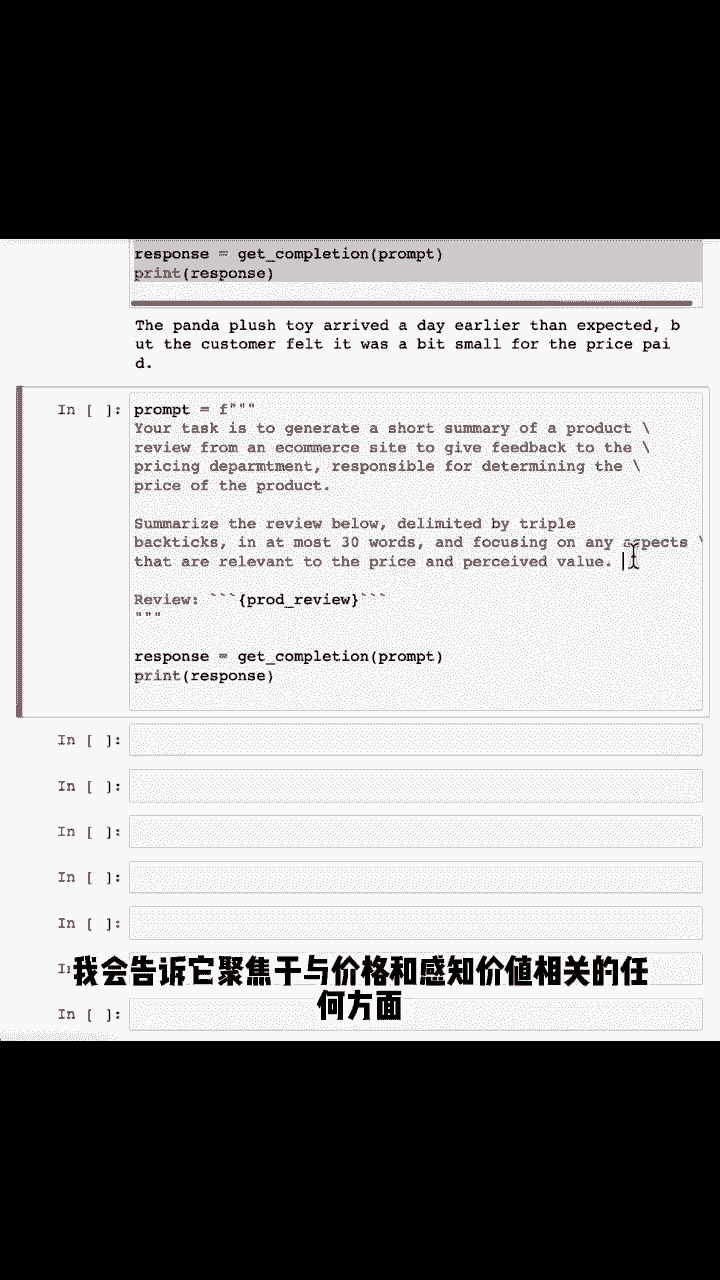 response = get_completion(prompt)
print(response)
The panda plush toy arrived a day earlier than expected, b
ut the customer felt it was a bit small for the price pai
d.
In [ ]: prompt = f"""
Your task is to generate a short summary of a product \
review from an ecommerce site to give feedback to the \
pricing deparmtment, responsible for determining the \
price of the product.
Summarize the review below, delimited by triple
backticks, in at most 30 words, and focusing on any aspects \
that are relevant to the price and perceived value.
Review: ```{prod_review}```
"""
response = get_completion(prompt)
print(response)
In [ ]:
In [ ]:
In [ ]:
In [ ]:
In [ ]:
我会告诉它聚焦于与价格和感知价值相关的任
何方面
In [ ]: